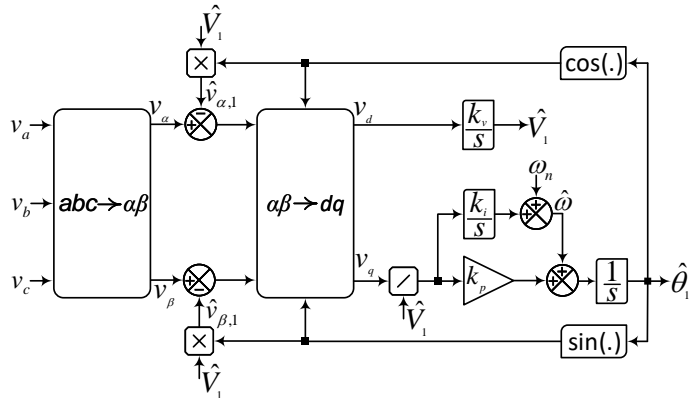 V̂₁
×
cos(.)
v̂α,1
vα
−
+
vd
kv/s
V̂₁
va
vb
vc
abc→αβ
αβ→dq
ωn
+
+
ω̂
ki/s
vq
∕
kp
+
+
1/s
θ̂₁
V̂₁
vβ
+
−
v̂β,1
×
sin(.)
V̂₁